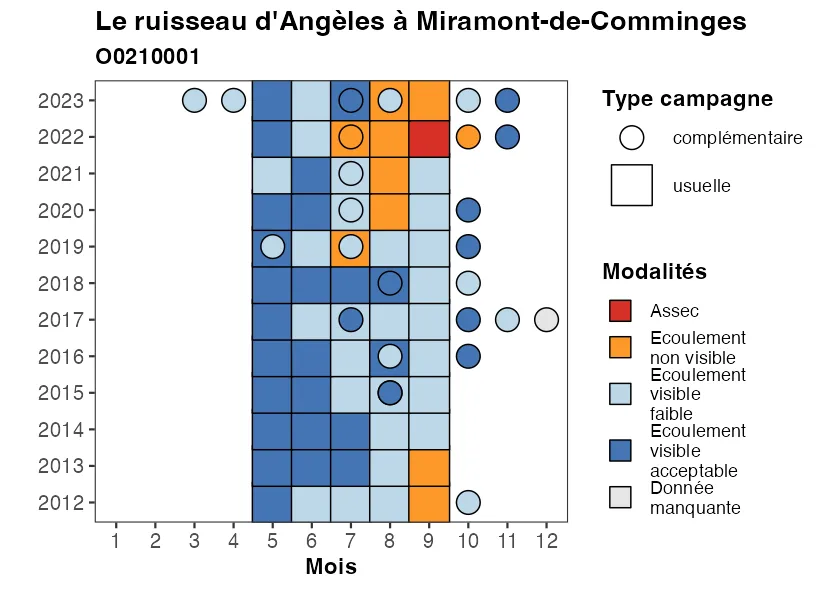 Le ruisseau d'Angèles à Miramont-de-Comminges
O0210001
2023
2022
2021
2020
2019
2018
2017
2016
2015
2014
2013
2012
1 2 3 4 5 6 7 8 9 10 11 12
Mois
Type campagne
complémentaire
usuelle
Modalités
Assec
Ecoulement
non visible
Ecoulement
visible
faible
Ecoulement
visible
acceptable
Donnée
manquante